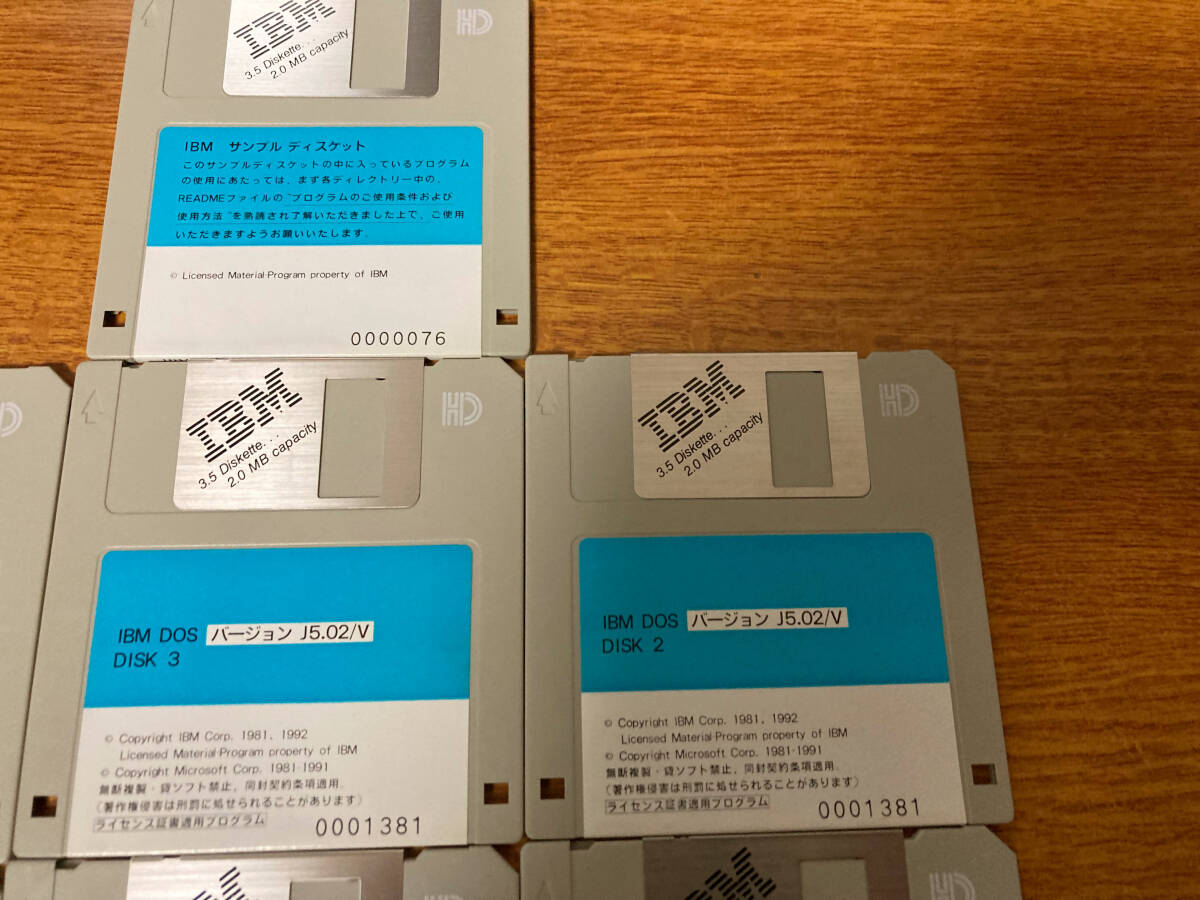 IBM
3.5 Diskette...
2.0 MB capacity
HD
IBM サンプル ディスケット
このサンプルディスケットの中に入っているプログラム
の使用にあたっては、まず各ディレクトリー中の、
READMEファイルの"プログラムのご使用条件および
使用方法"を熟読され了解いただきました上で、ご使用
いただきますようお願いいたします.
© Licensed Material-Program property of IBM
0000076
IBM
3.5 Diskette...
2.0 MB capacity
HD
IBM DOS バージョン J5.02/V
DISK 3
© Copyright IBM Corp. 1981, 1992
Licensed Material-Program property of IBM
© Copyright Microsoft Corp. 1981-1991
無断複製・貸ソフト禁止, 同封契約条項適用.
(著作権侵害は刑罰に処せられることがあります)
ライセンス証書適用プログラム
0001381
IBM
3.5 Diskette...
2.0 MB capacity
HD
IBM DOS バージョン J5.02/V
DISK 2
© Copyright IBM Corp. 1981, 1992
Licensed Material-Program property of IBM
© Copyright Microsoft Corp. 1981-1991
無断複製・貸ソフト禁止, 同封契約条項適用.
(著作権侵害は刑罰に処せられることがあります)
ライセンス証書適用プログラム
0001381
HD
HD